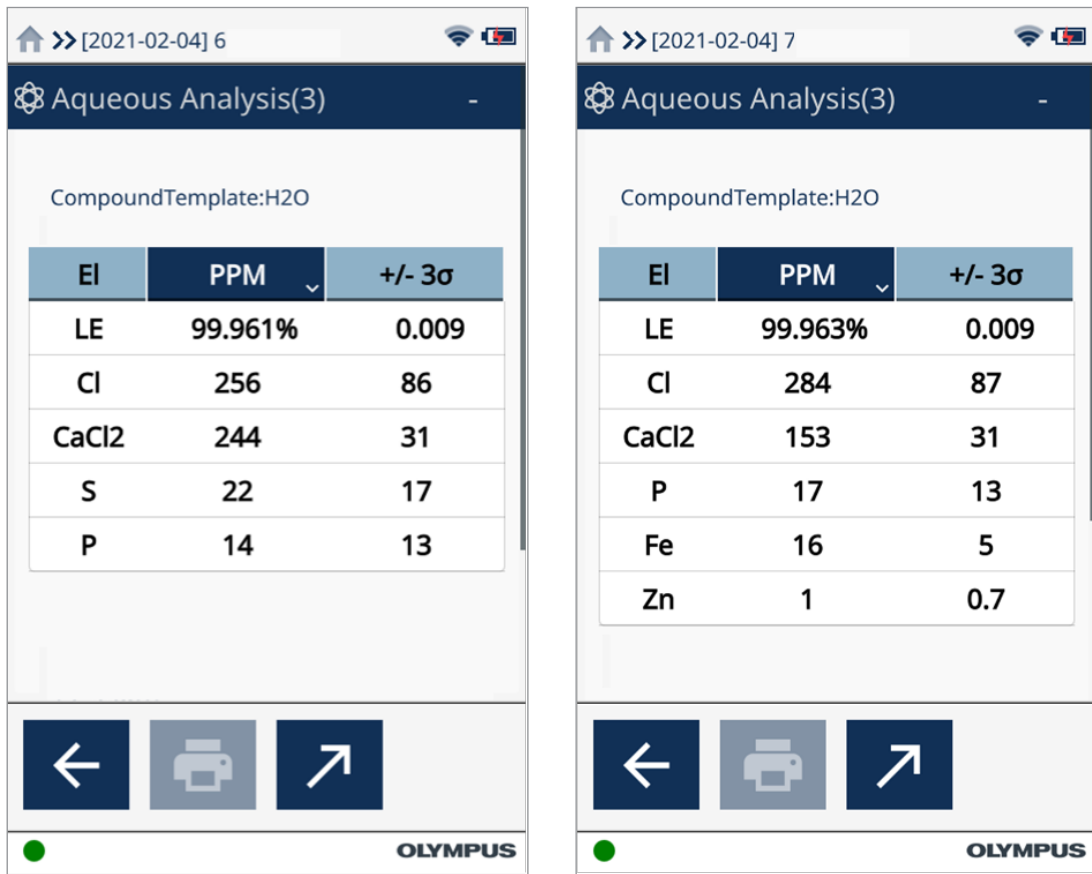 [2021-02-04] 6
Aqueous Analysis(3) -
CompoundTemplate:H2O
El PPM +/- 3σ
LE 99.961% 0.009
Cl 256 86
CaCl2 244 31
S 22 17
P 14 13
OLYMPUS
[2021-02-04] 7
Aqueous Analysis(3) -
CompoundTemplate:H2O
El PPM +/- 3σ
LE 99.963% 0.009
Cl 284 87
CaCl2 153 31
P 17 13
Fe 16 5
Zn 1 0.7
OLYMPUS